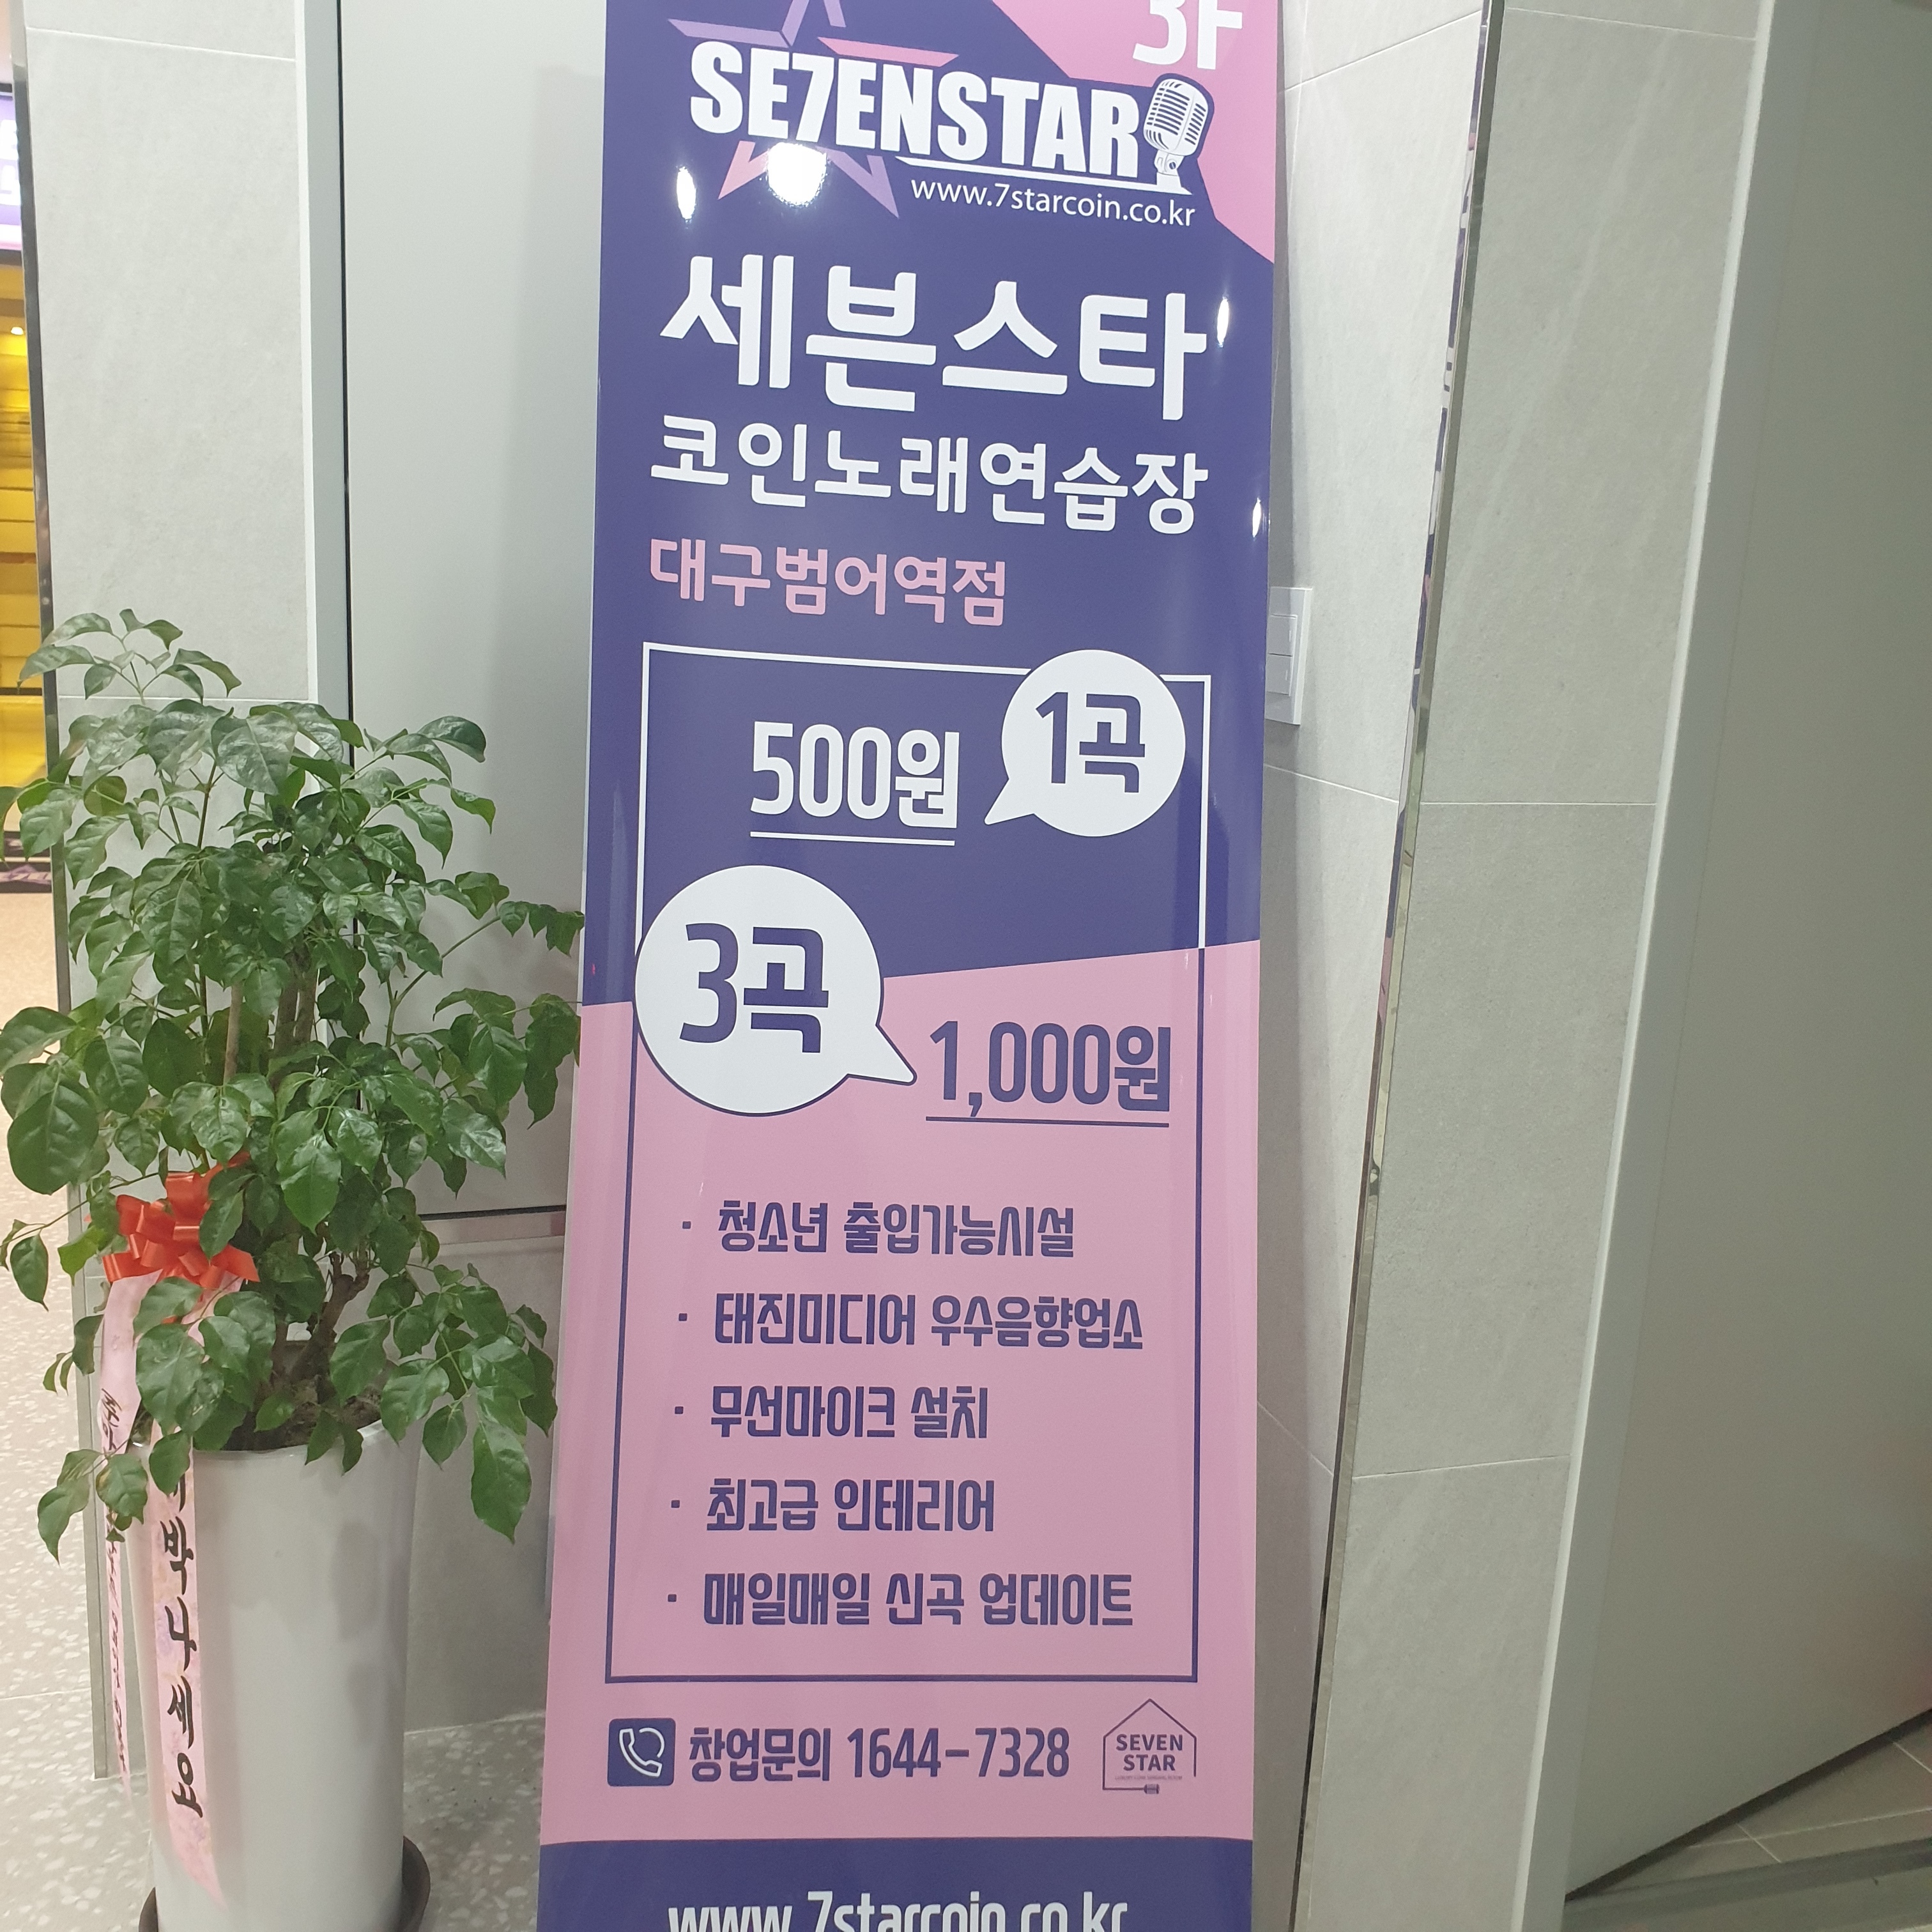 3F
SE7ENSTAR
www.7starcoin.co.kr
세븐스타
코인노래연습장
대구범어역점
500원 1곡
3곡 1,000원
· 청소년 출입가능시설
· 태진미디어 우수음향업소
· 무선마이크 설치
· 최고급 인테리어
· 매일매일 신곡 업데이트
창업문의 1644-7328
SEVEN
STAR
www.7starcoin.co.kr
박나세요